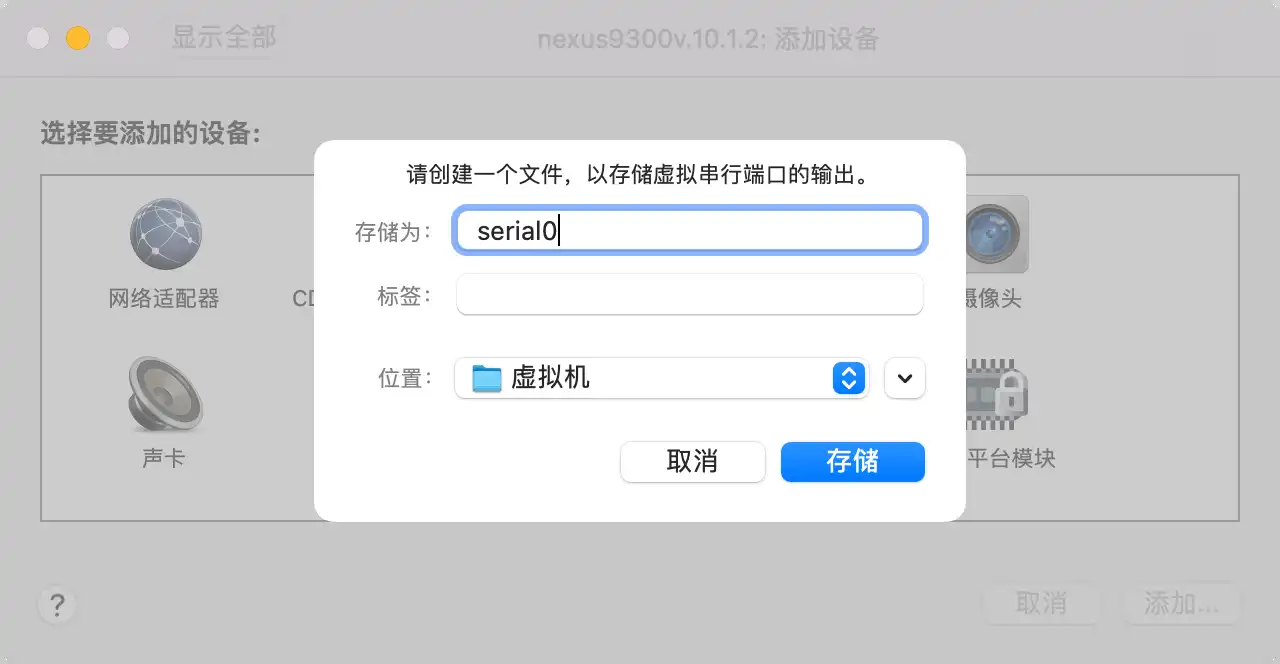 显示全部
nexus9300v.10.1.2: 添加设备
选择要添加的设备:
请创建一个文件，以存储虚拟串行端口的输出。
存储为：
serial0
标签：
位置：
虚拟机
取消
存储
网络适配器
CD
摄像头
声卡
平台模块
?
取消
添加...